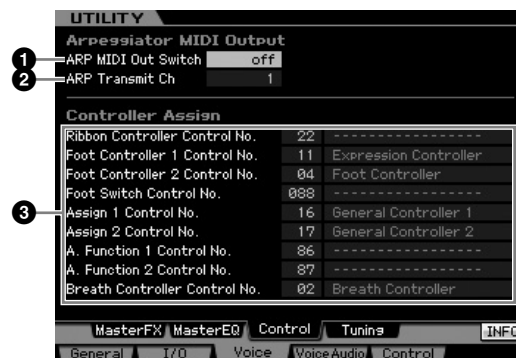 UTILITY
Arpeggiator MIDI Output
1 ARP MIDI Out Switch off
2 ARP Transmit Ch 1
Controller Assign
Ribbon Controller Control No. 22 -----------------
Foot Controller 1 Control No. 11 Expression Controller
Foot Controller 2 Control No. 04 Foot Controller
Foot Switch Control No. 088 -----------------
3 Assign 1 Control No. 16 General Controller 1
Assign 2 Control No. 17 General Controller 2
A. Function 1 Control No. 86 -----------------
A. Function 2 Control No. 87 -----------------
Breath Controller Control No. 02 Breath Controller
MasterFX MasterEQ Control Tuning INFO
General I/O Voice VoiceAudio Control